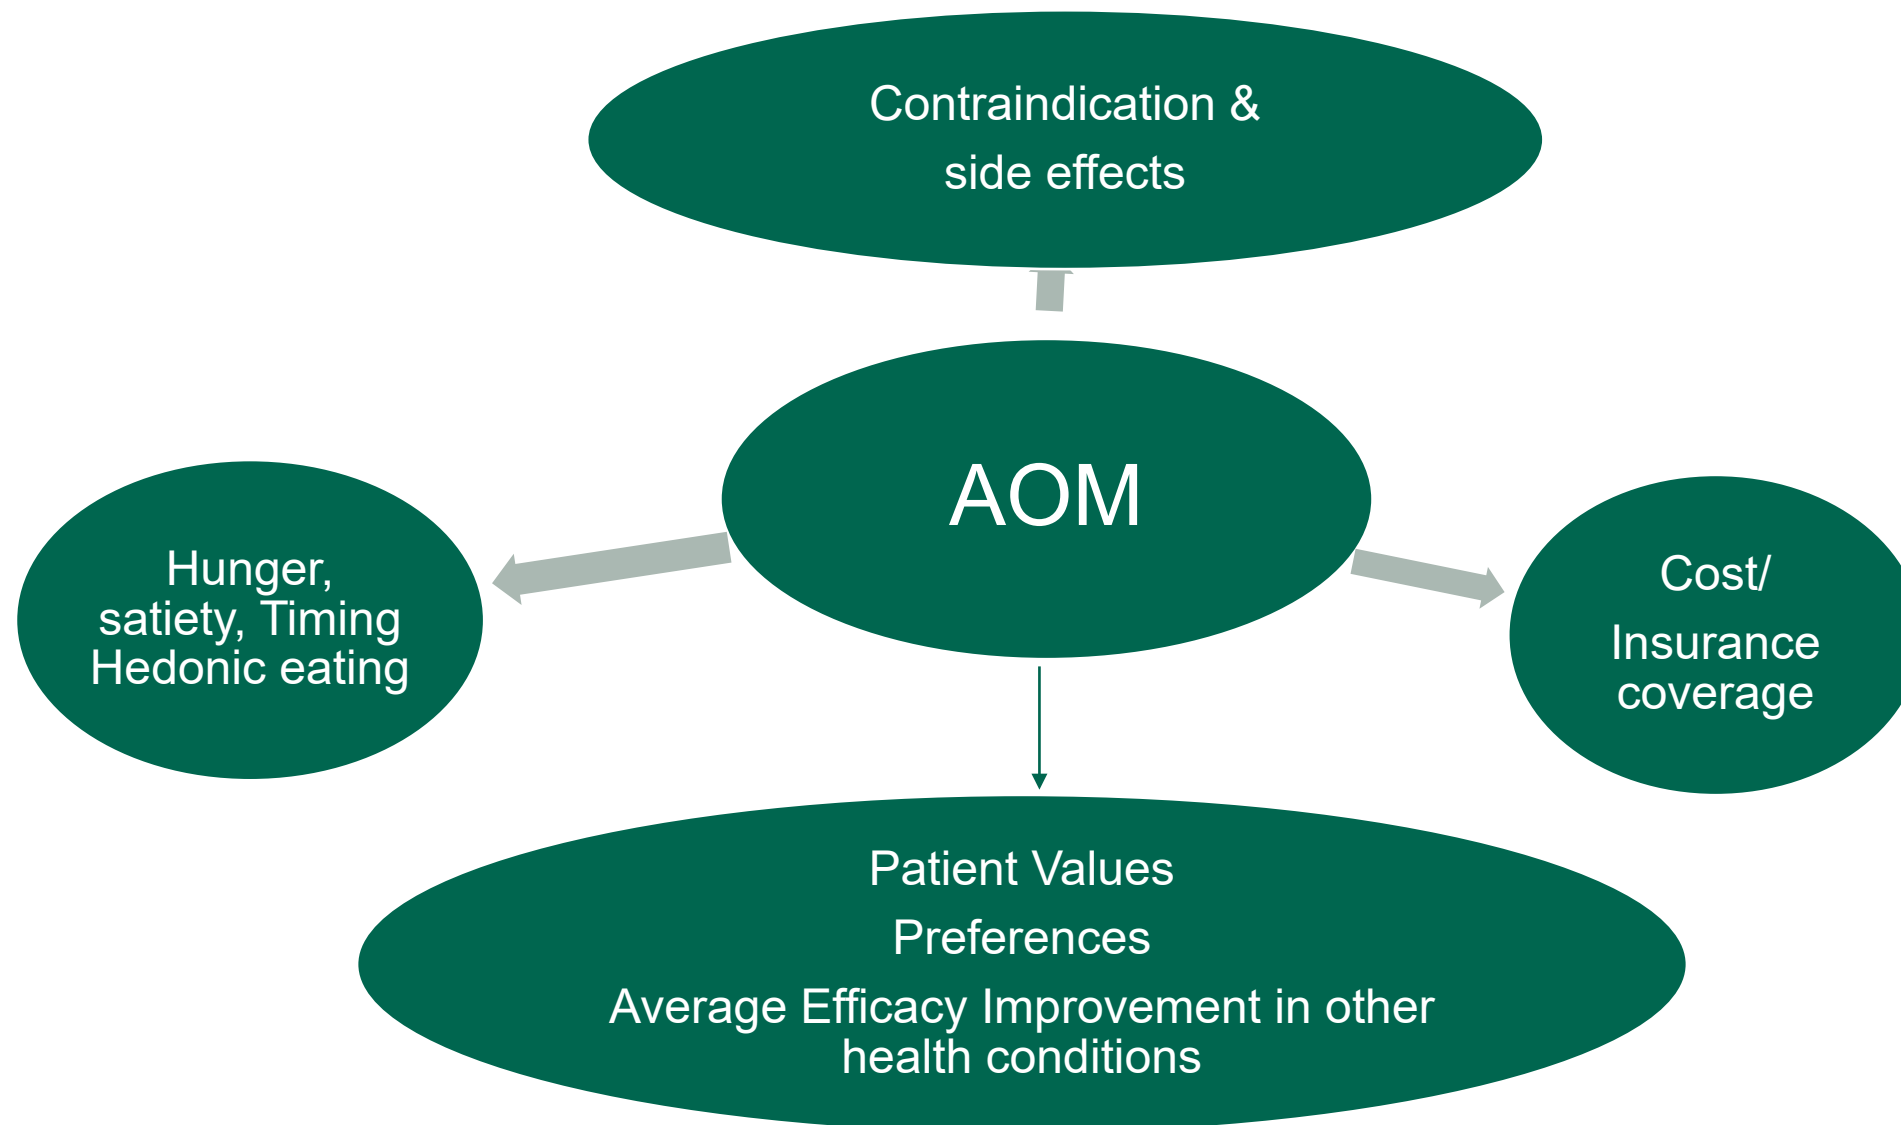 Contraindication &
side effects
AOM
Hunger,
satiety, Timing
Hedonic eating
Cost/
Insurance
coverage
Patient Values
Preferences
Average Efficacy Improvement in other
health conditions